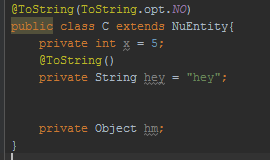 @ToString(ToString.opt.NO)
public class C extends NuEntity{
private int x = 5;
@ToString()
private String hey = "hey";
private Object hm;
}